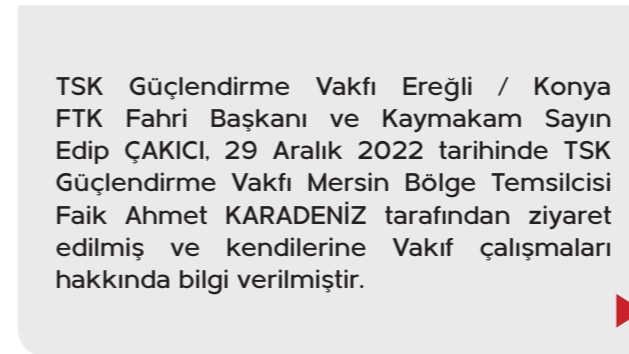 TSK Güçlendirme Vakfı Ereğli / Konya
FTK Fahri Başkanı ve Kaymakam Sayın
Edip ÇAKICI, 29 Aralık 2022 tarihinde TSK
Güçlendirme Vakfı Mersin Bölge Temsilcisi
Faik Ahmet KARADENİZ tarafından ziyaret
edilmiş ve kendilerine Vakıf çalışmaları
hakkında bilgi verilmiştir.